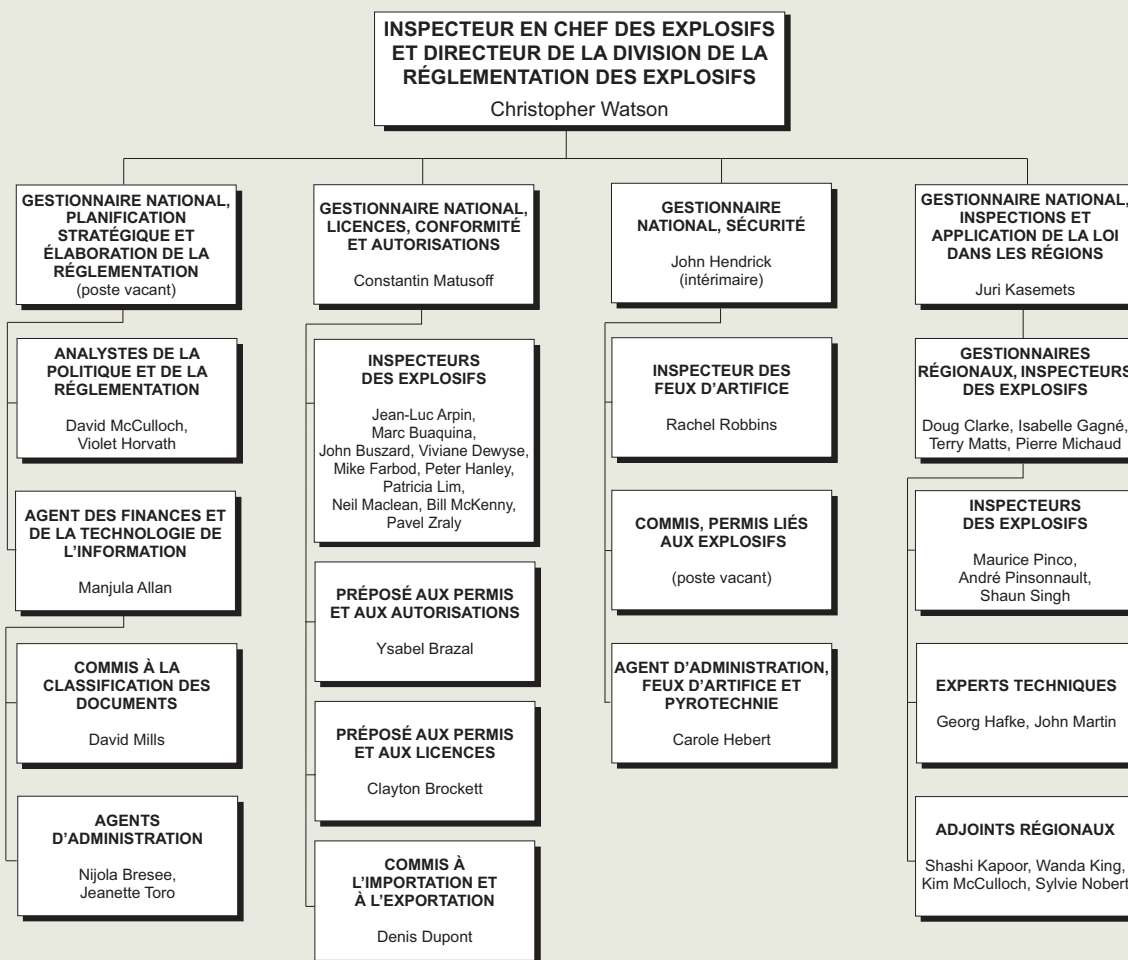 INSPECTEUR EN CHEF DES EXPLOSIFS
ET DIRECTEUR DE LA DIVISION DE LA
RÉGLEMENTATION DES EXPLOSIFS
Christopher Watson
GESTIONNAIRE NATIONAL,
PLANIFICATION
STRATÉGIQUE ET
ÉLABORATION DE LA
RÉGLEMENTATION
(poste vacant)
ANALYSTES DE LA
POLITIQUE ET DE LA
RÉGLEMENTATION
David McCulloch,
Violet Horvath
AGENT DES FINANCES ET
DE LA TECHNOLOGIE DE
L’INFORMATION
Manjula Allan
COMMIS À LA
CLASSIFICATION DES
DOCUMENTS
David Mills
AGENTS
D’ADMINISTRATION
Nijola Bresee,
Jeanette Toro
GESTIONNAIRE NATIONAL,
LICENCES, CONFORMITÉ
ET AUTORISATIONS
Constantin Matusoff
INSPECTEURS
DES EXPLOSIFS
Jean-Luc Arpin,
Marc Buaquina,
John Buszard, Viviane Dewyse,
Mike Farbod, Peter Hanley,
Patricia Lim,
Neil Maclean, Bill McKenny,
Pavel Zraly
PRÉPOSÉ AUX PERMIS
ET AUX AUTORISATIONS
Ysabel Brazal
PRÉPOSÉ AUX PERMIS
ET AUX LICENCES
Clayton Brockett
COMMIS À
L’IMPORTATION ET
À L’EXPORTATION
Denis Dupont
GESTIONNAIRE
NATIONAL, SÉCURITÉ
John Hendrick
(intérimaire)
INSPECTEUR DES
FEUX D’ARTIFICE
Rachel Robbins
COMMIS, PERMIS LIÉS
AUX EXPLOSIFS
(poste vacant)
AGENT D’ADMINISTRATION,
FEUX D’ARTIFICE ET
PYROTECHNIE
Carole Hebert
GESTIONNAIRE NATIONAL,
INSPECTIONS ET
APPLICATION DE LA LOI
DANS LES RÉGIONS
Juri Kasemets
GESTIONNAIRES
RÉGIONAUX, INSPECTEURS
DES EXPLOSIFS
Doug Clarke, Isabelle Gagné,
Terry Matts, Pierre Michaud
INSPECTEURS
DES EXPLOSIFS
Maurice Pinco,
André Pinsonnault,
Shaun Singh
EXPERTS TECHNIQUES
Georg Hafke, John Martin
ADJOINTS RÉGIONAUX
Shashi Kapoor, Wanda King,
Kim McCulloch, Sylvie Nobert